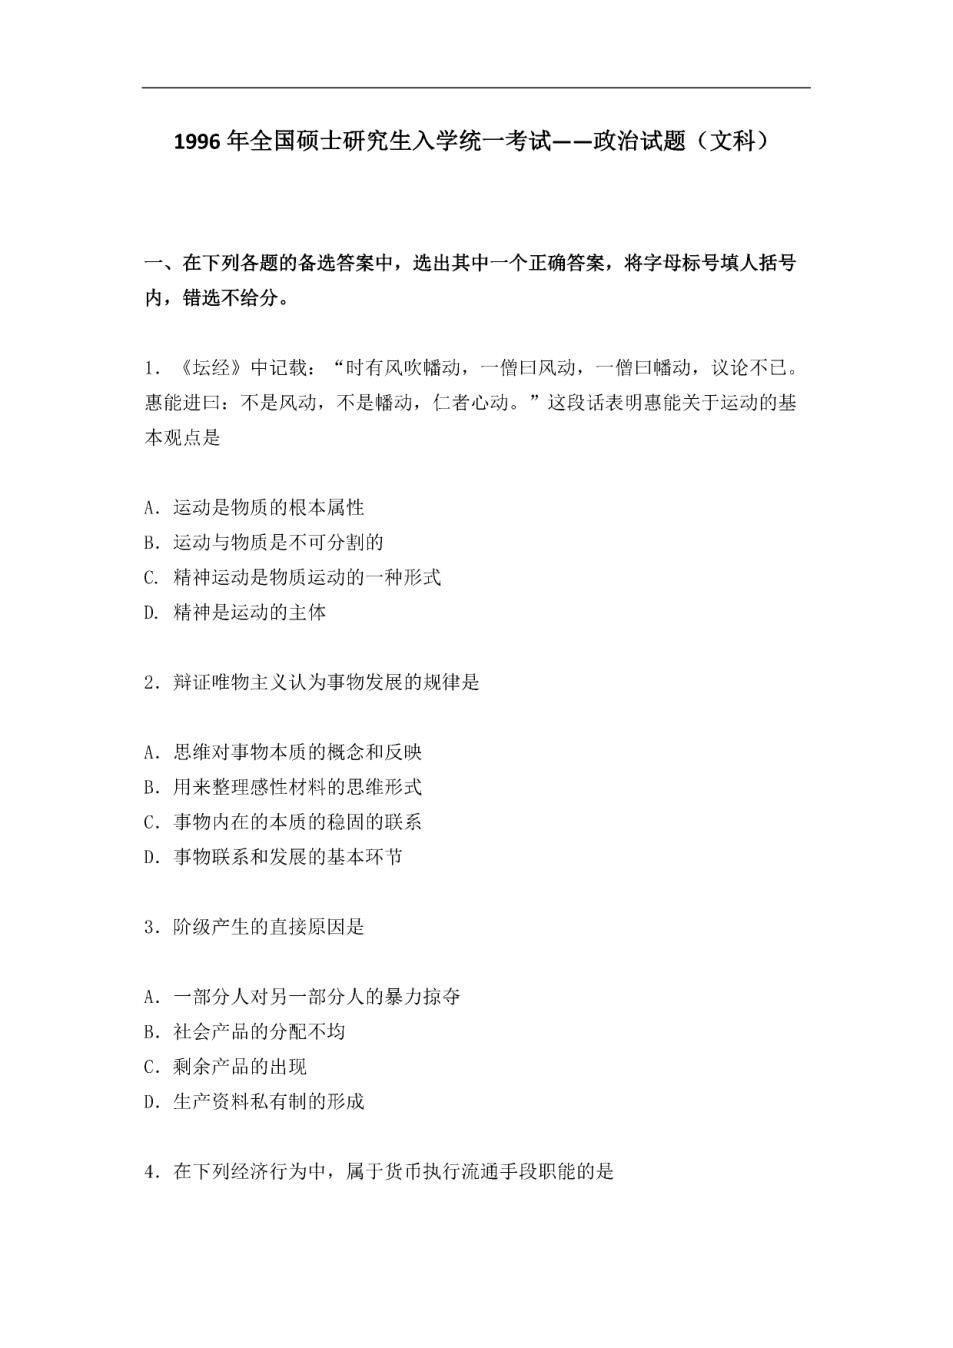 1996 年全国硕士研究生入学统一考试——政治试题（文科）
一、在下列各题的备选答案中，选出其中一个正确答案，将字母标号填人括号
内，错选不给分。
1．《坛经》中记载：“时有风吹幡动，一僧曰风动，一僧曰幡动，议论不已。
惠能进曰：不是风动，不是幡动，仁者心动。”这段话表明惠能关于运动的基
本观点是
A．运动是物质的根本属性
B．运动与物质是不可分割的
C. 精神运动是物质运动的一种形式
D. 精神是运动的主体
2．辩证唯物主义认为事物发展的规律是
A．思维对事物本质的概念和反映
B．用来整理感性材料的思维形式
C．事物内在的本质的稳固的联系
D．事物联系和发展的基本环节
3．阶级产生的直接原因是
A．一部分人对另一部分人的暴力掠夺
B．社会产品的分配不均
C．剩余产品的出现
D．生产资料私有制的形成
4．在下列经济行为中，属于货币执行流通手段职能的是